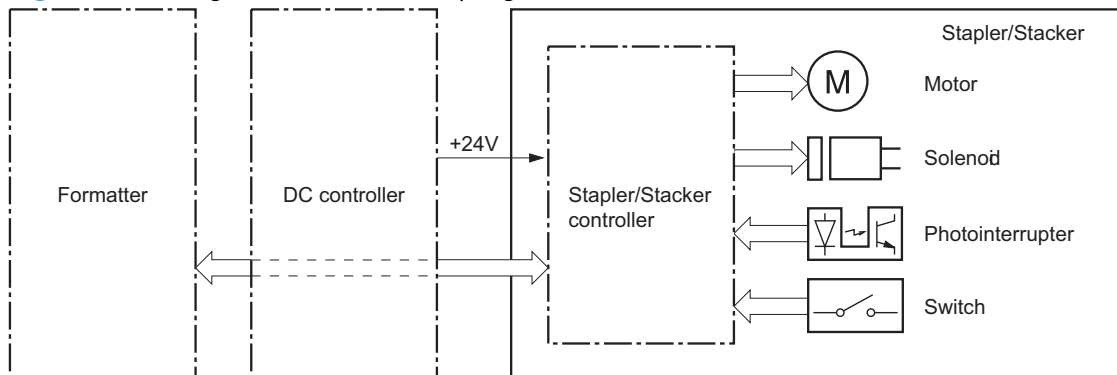 Stapler/Stacker
M
Motor
+24V
Solenoid
Formatter
DC controller
Stapler/Stacker
controller
Photointerrupter
Switch